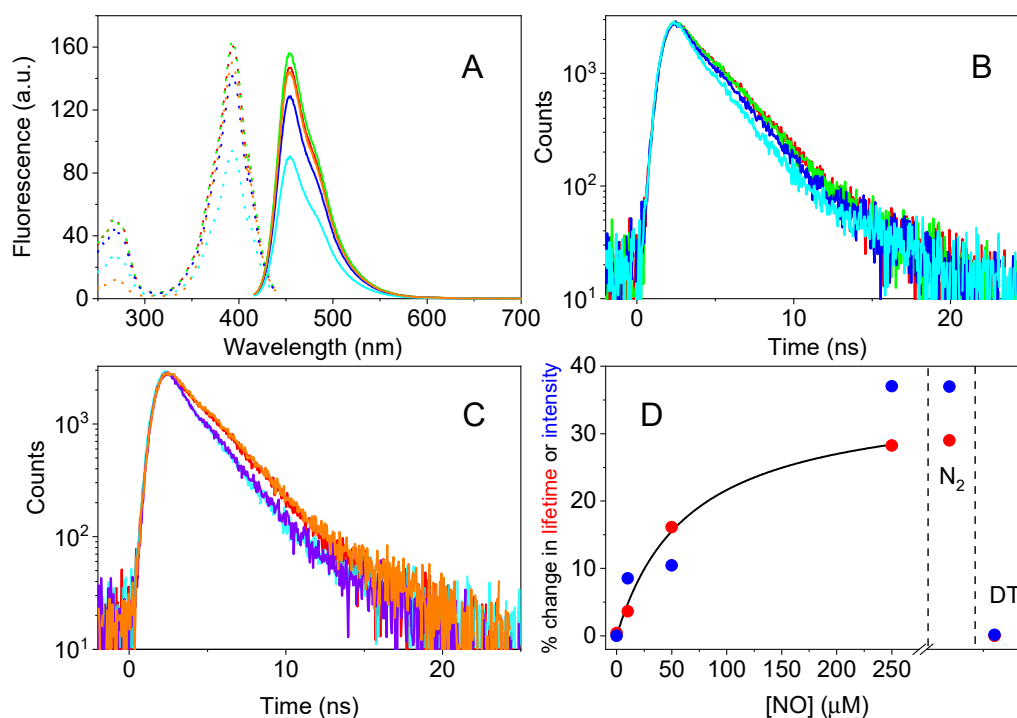 A
Fluorescence (a.u.)
160
120
80
40
0
300
400
500
600
700
Wavelength (nm)
B
Counts
10³
10²
10¹
0
10
20
Time (ns)
C
Counts
10³
10²
10¹
0
10
20
Time (ns)
D
% change in lifetime or intensity
40
30
20
10
0
N₂
DT
0
50
100
150
200
250
[NO] (μM)